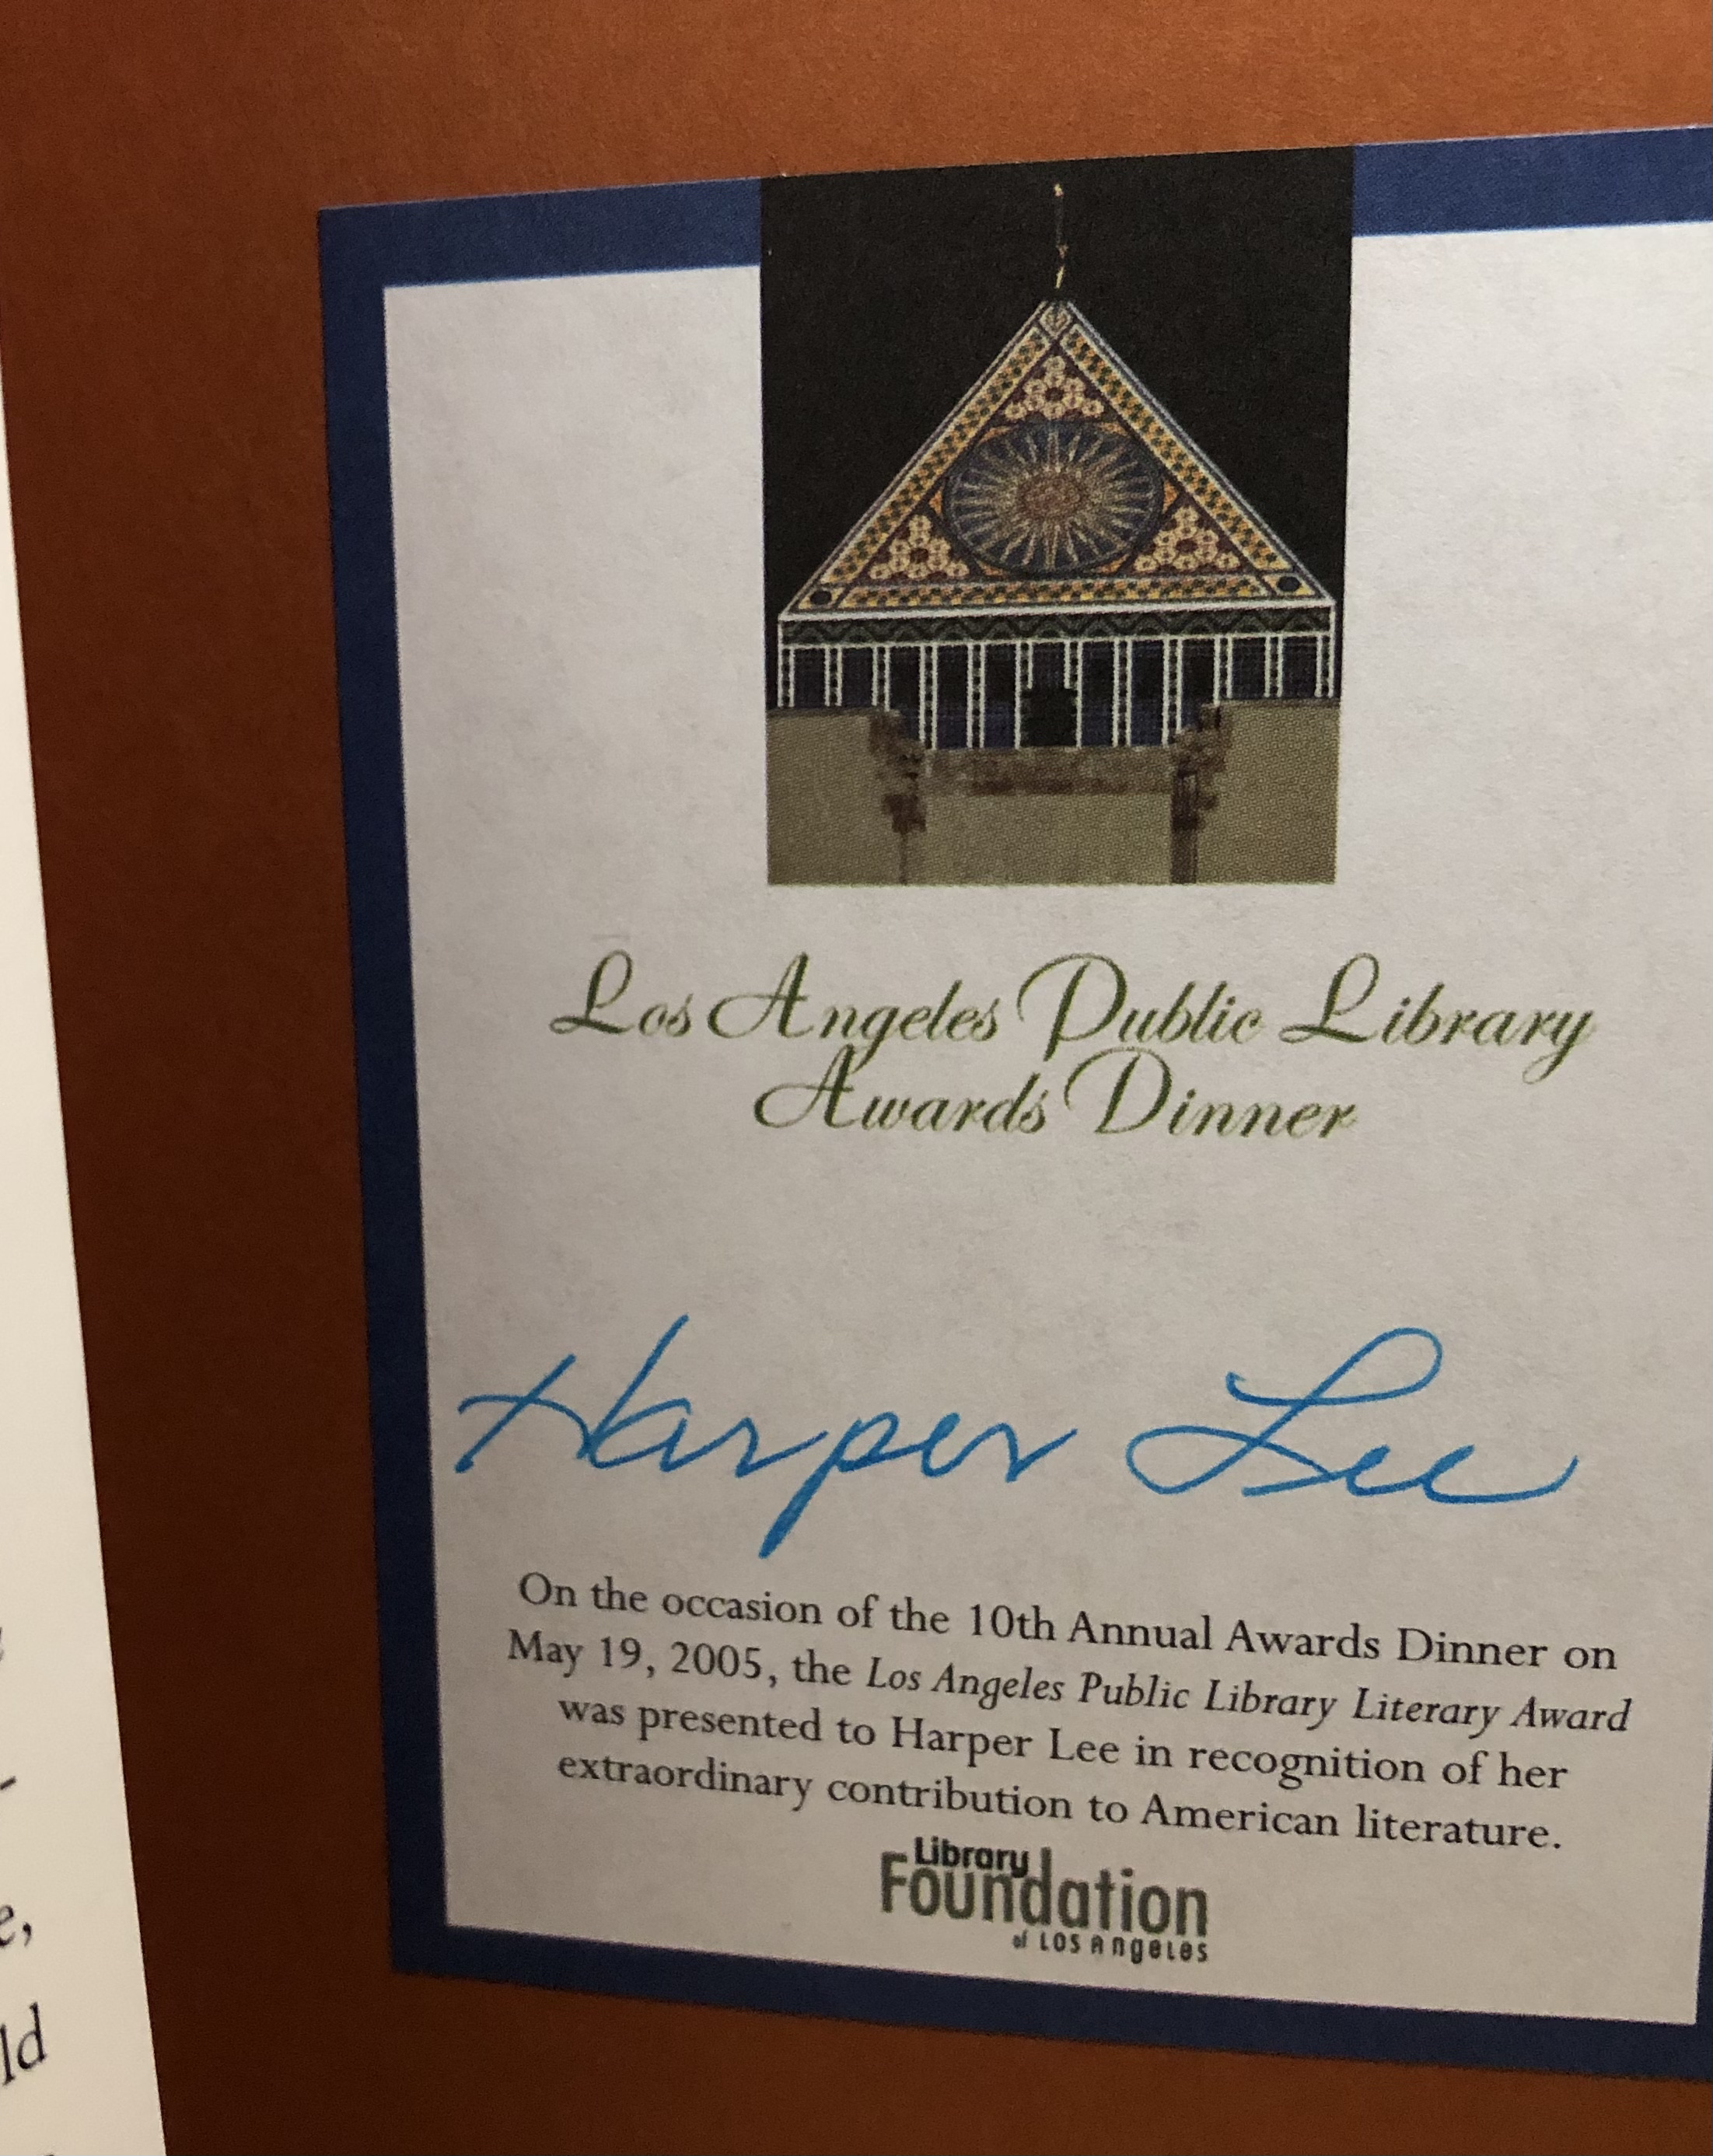 Los Angeles Public Library
Awards Dinner
Harper Lee
On the occasion of the 10th Annual Awards Dinner on
May 19, 2005, the Los Angeles Public Library Literary Award
was presented to Harper Lee in recognition of her
extraordinary contribution to American literature.
Library
Foundation
of LOS Angeles
e,
ld